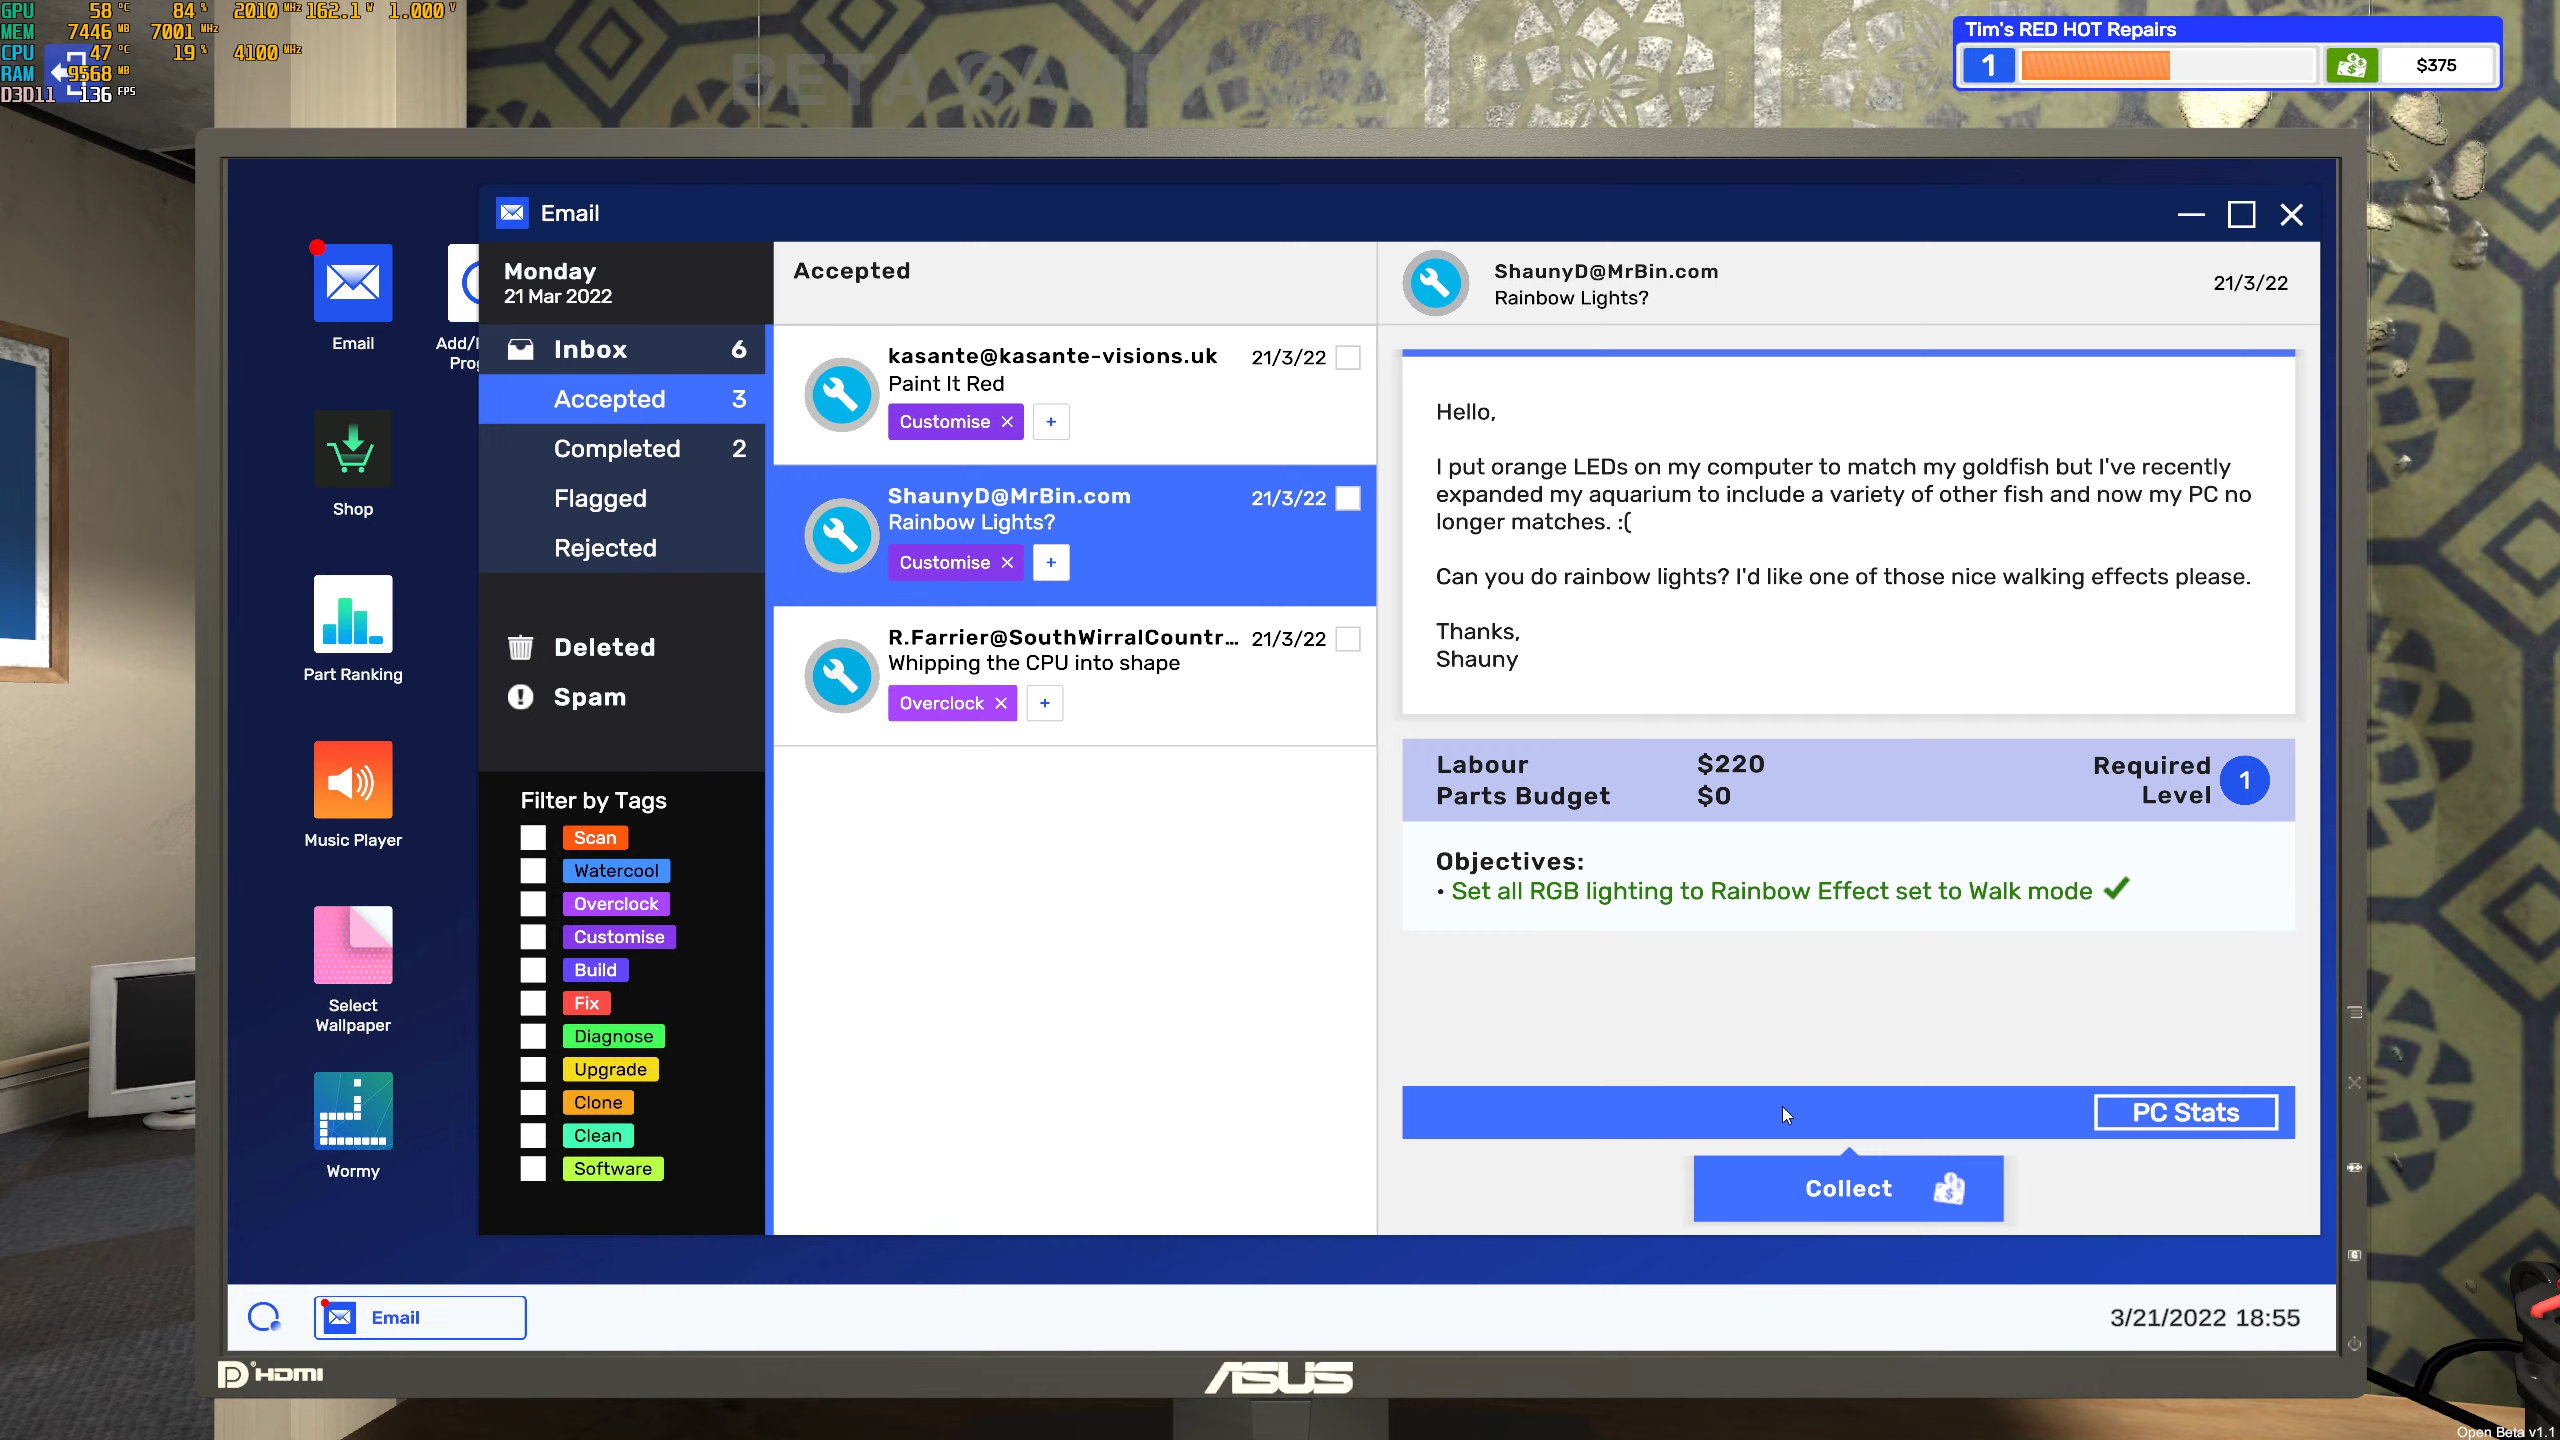 GPU 58 °C 84 % 2010 MHz 162.1 W 1.000 V
MEM 7446 MB 7001 MHz
CPU 47 °C 19 % 4100 MHz
RAM 9568 MB
D3D11 136 FPS
Tim's RED HOT Repairs
1
$375
Email
Monday
21 Mar 2022
Inbox 6
Accepted 3
Completed 2
Flagged
Rejected
Deleted
Spam
Filter by Tags
Scan
Watercool
Overclock
Customise
Build
Fix
Diagnose
Upgrade
Clone
Clean
Software
Email
Shop
Part Ranking
Music Player
Select
Wallpaper
Wormy
Accepted
kasante@kasante-visions.uk 21/3/22
Paint It Red
Customise × +
ShaunyD@MrBin.com 21/3/22
Rainbow Lights?
Customise × +
R.Farrier@SouthWirralCountr... 21/3/22
Whipping the CPU into shape
Overclock × +
ShaunyD@MrBin.com
Rainbow Lights?
21/3/22
Hello,
I put orange LEDs on my computer to match my goldfish but I've recently
expanded my aquarium to include a variety of other fish and now my PC no
longer matches. :(
Can you do rainbow lights? I'd like one of those nice walking effects please.
Thanks,
Shauny
Labour $220
Parts Budget $0
Required
Level 1
Objectives:
• Set all RGB lighting to Rainbow Effect set to Walk mode ✓
PC Stats
Collect
Email
3/21/2022 18:55
HDMI
ASUS
Open Beta v1.1